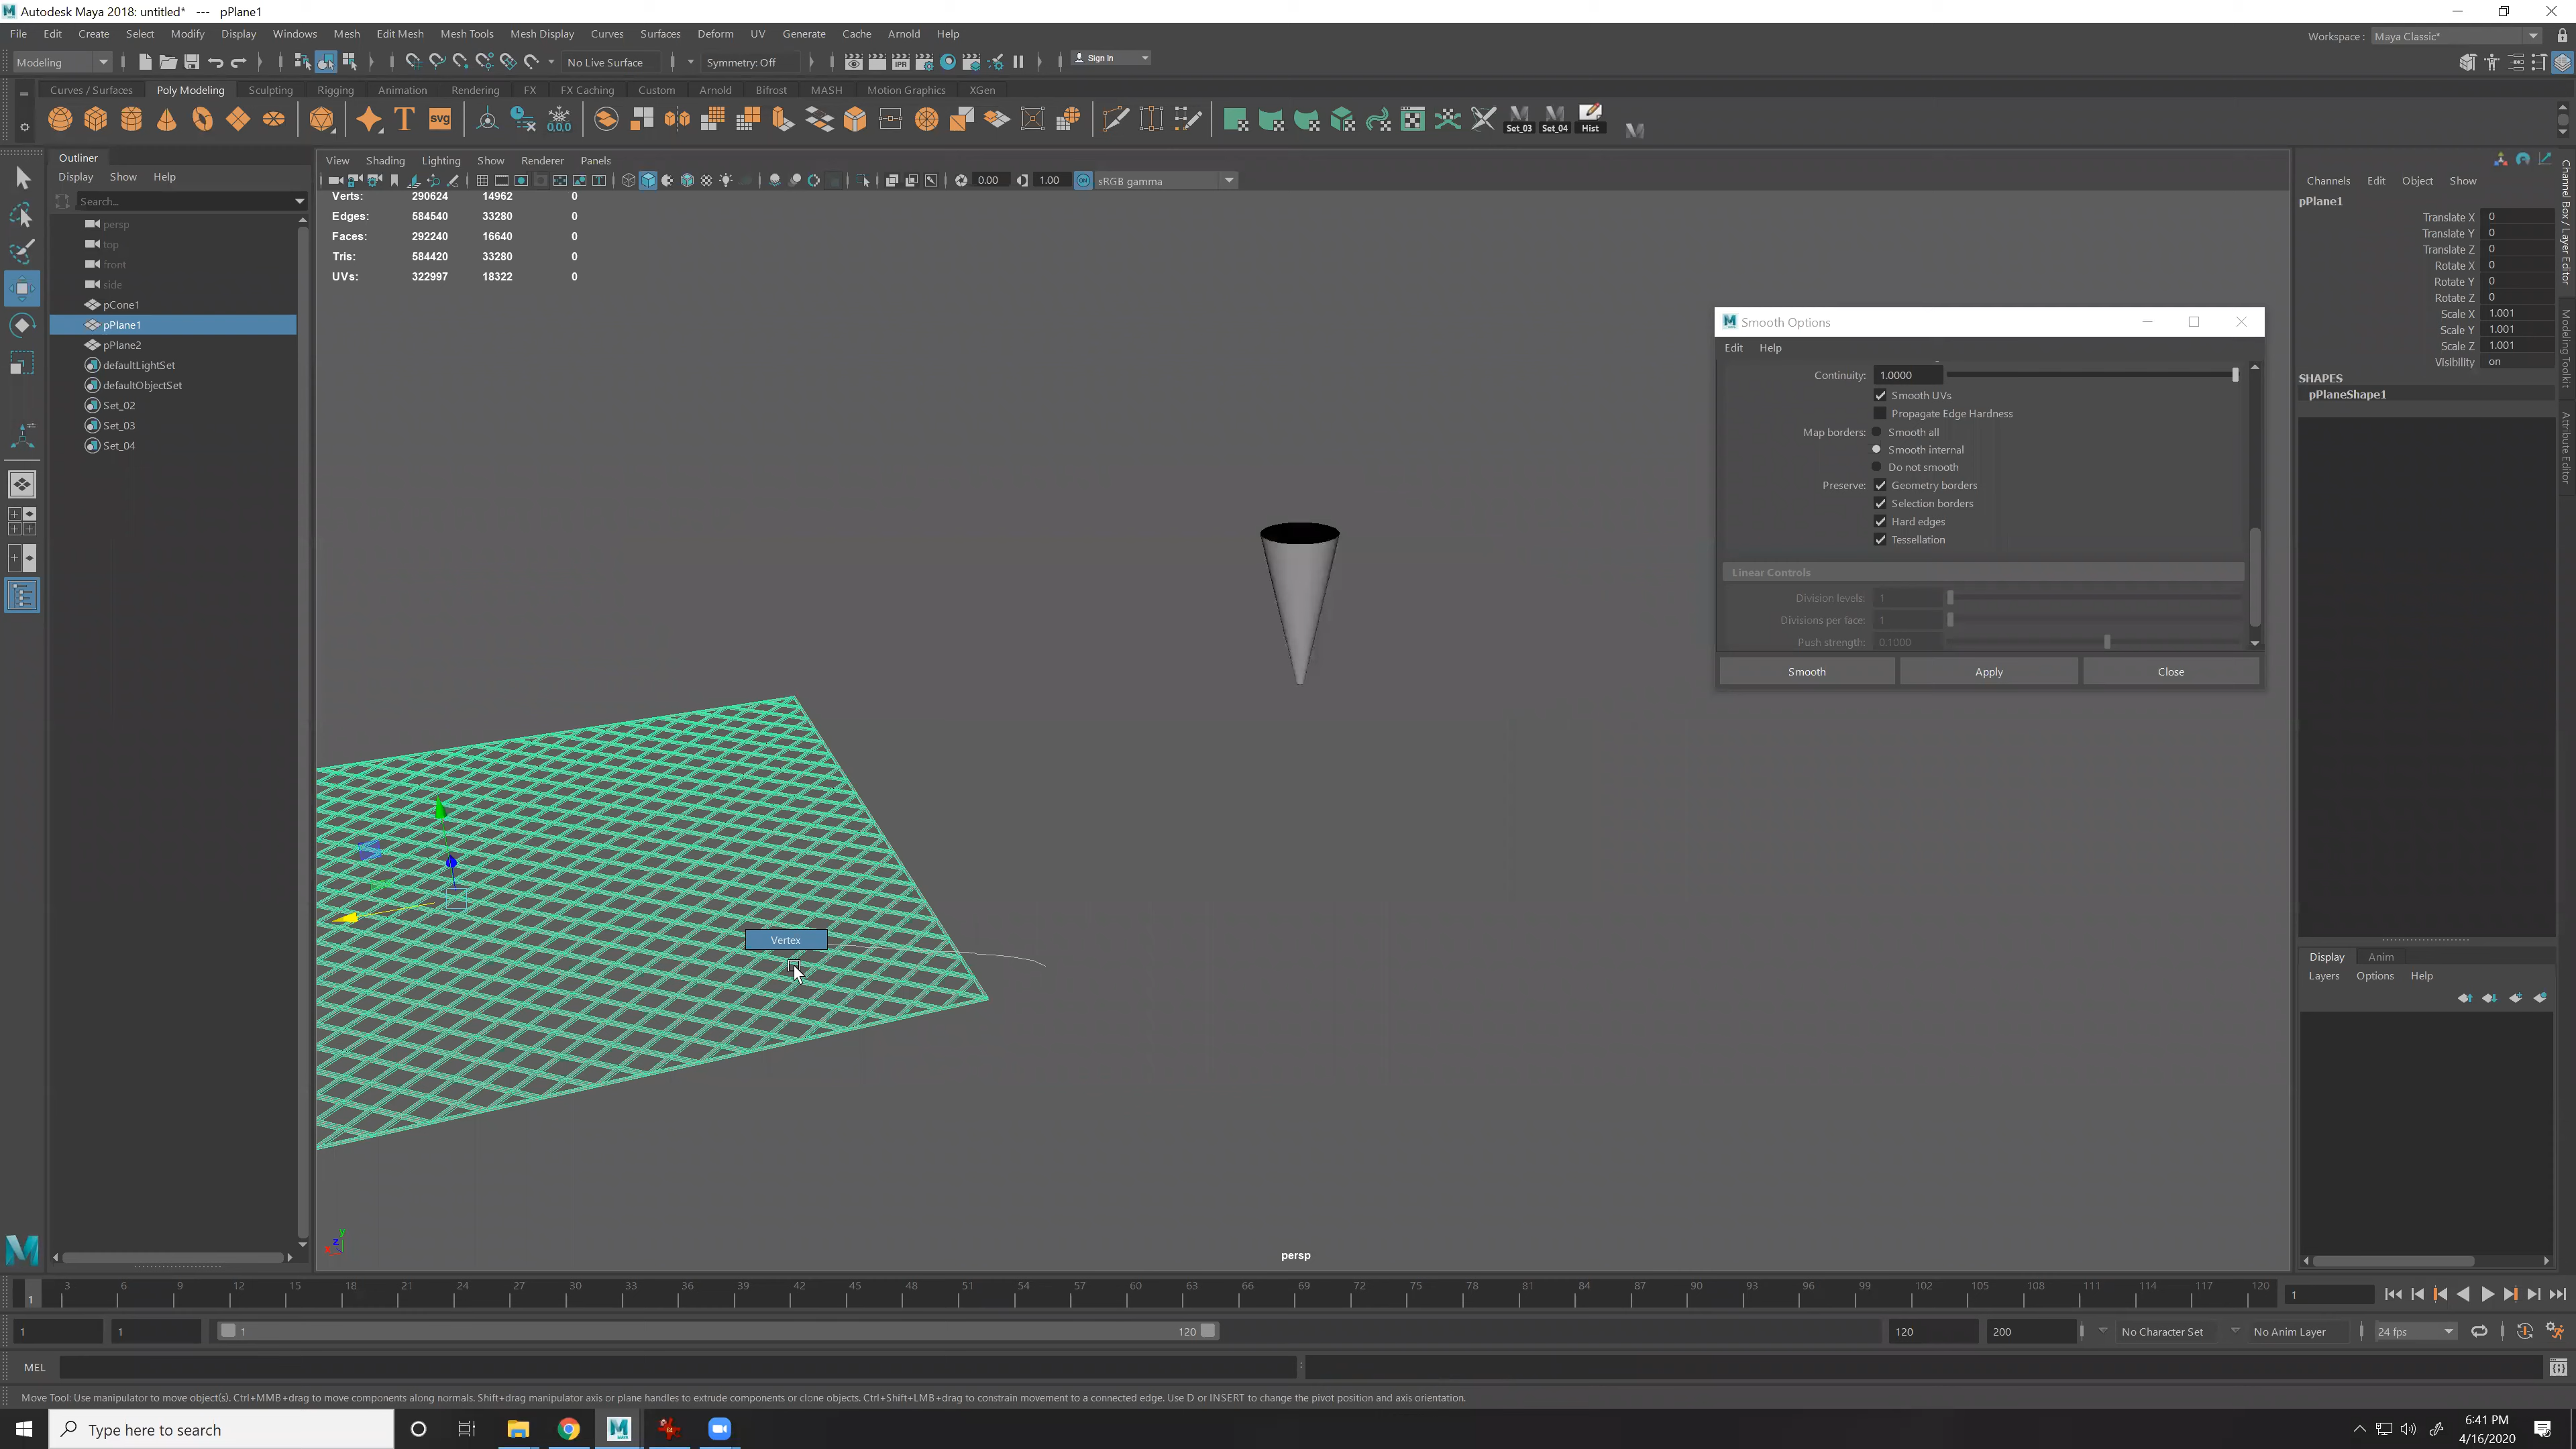 Autodesk Maya 2018: untitled* --- pPlane1
File Edit Create Select Modify Display Windows Mesh Edit Mesh Mesh Tools Mesh Display Curves Surfaces Deform UV Generate Cache Arnold Help
Workspace : Maya Classic*
Modeling No Live Surface Symmetry: Off Sign In
Curves / Surfaces Poly Modeling Sculpting Rigging Animation Rendering FX FX Caching Custom Arnold Bifrost MASH Motion Graphics XGen
Set_03 Set_04 Hist
Outliner
Display Show Help
Search...
persp
top
front
side
pCone1
pPlane1
pPlane2
defaultLightSet
defaultObjectSet
Set_02
Set_03
Set_04
View Shading Lighting Show Renderer Panels
0.00 1.00 sRGB gamma
Verts: 290624 14962 0
Edges: 584540 33280 0
Faces: 292240 16640 0
Tris: 584420 33280 0
UVs: 322997 18322 0
Vertex
persp
Smooth Options
Edit Help
Continuity: 1.0000
Smooth UVs
Propagate Edge Hardness
Map borders: Smooth all
Smooth internal
Do not smooth
Preserve: Geometry borders
Selection borders
Hard edges
Tessellation
Linear Controls
Division levels: 1
Divisions per face: 1
Push strength: 0.1000
Smooth Apply Close
Channels Edit Object Show
pPlane1
Translate X 0
Translate Y 0
Translate Z 0
Rotate X 0
Rotate Y 0
Rotate Z 0
Scale X 1.001
Scale Y 1.001
Scale Z 1.001
Visibility on
SHAPES
pPlaneShape1
Channel Box / Layer Editor
Modeling Toolkit
Attribute Editor
Display Anim
Layers Options Help
1 3 6 9 12 15 18 21 24 27 30 33 36 39 42 45 48 51 54 57 60 63 66 69 72 75 78 81 84 87 90 93 96 99 102 105 108 111 114 117 120 1
1 1 1 120 120 200 No Character Set No Anim Layer 24 fps
MEL
Move Tool: Use manipulator to move object(s). Ctrl+MMB+drag to move components along normals. Shift+drag manipulator axis or plane handles to extrude components or clone objects. Ctrl+Shift+LMB+drag to constrain movement to a connected edge. Use D or INSERT to change the pivot position and axis orientation.
Type here to search
6:41 PM
4/16/2020